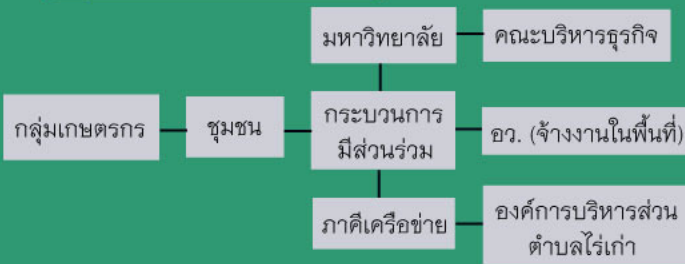 มหาวิทยาลัย
คณะบริหารธุรกิจ
กลุ่มเกษตรกร
ชุมชน
กระบวนการ
มีส่วนร่วม
อว. (จ้างงานในพื้นที่)
ภาคีเครือข่าย
องค์การบริหารส่วน
ตำบลไร่เก่า